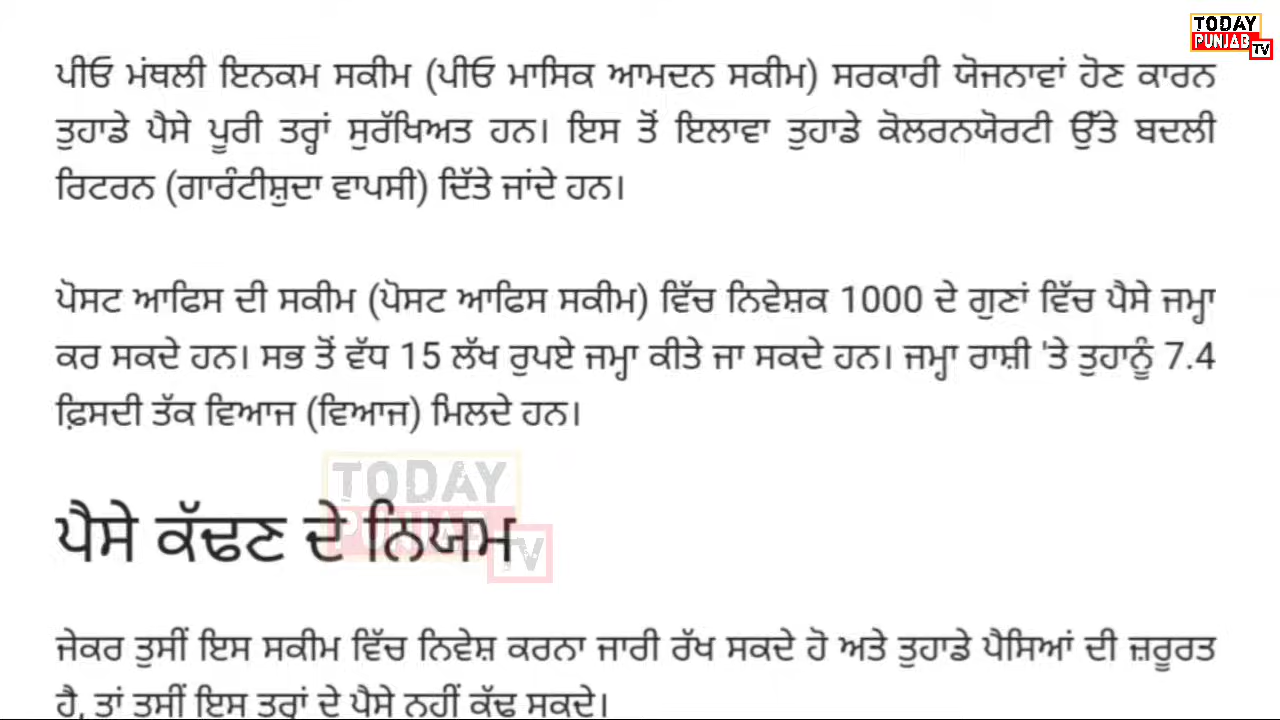 TODAY
PUNJAB
TV
ਪੀਓ ਮੰਥਲੀ ਇਨਕਮ ਸਕੀਮ (ਪੀਓ ਮਾਸਿਕ ਆਮਦਨ ਸਕੀਮ) ਸਰਕਾਰੀ ਯੋਜਨਾਵਾਂ ਹੋਣ ਕਾਰਨ
ਤੁਹਾਡੇ ਪੈਸੇ ਪੂਰੀ ਤਰ੍ਹਾਂ ਸੁਰੱਖਿਅਤ ਹਨ। ਇਸ ਤੋਂ ਇਲਾਵਾ ਤੁਹਾਡੇ ਕੋਲਰਨਯੋਰਟੀ ਉੱਤੇ ਬਦਲੀ
ਰਿਟਰਨ (ਗਾਰੰਟੀਸ਼ੁਦਾ ਵਾਪਸੀ) ਦਿੱਤੇ ਜਾਂਦੇ ਹਨ।
ਪੋਸਟ ਆਫਿਸ ਦੀ ਸਕੀਮ (ਪੋਸਟ ਆਫਿਸ ਸਕੀਮ) ਵਿੱਚ ਨਿਵੇਸ਼ਕ 1000 ਦੇ ਗੁਣਾਂ ਵਿੱਚ ਪੈਸੇ ਜਮ੍ਹਾ
ਕਰ ਸਕਦੇ ਹਨ। ਸਭ ਤੋਂ ਵੱਧ 15 ਲੱਖ ਰੁਪਏ ਜਮ੍ਹਾ ਕੀਤੇ ਜਾ ਸਕਦੇ ਹਨ। ਜਮ੍ਹਾ ਰਾਸ਼ੀ 'ਤੇ ਤੁਹਾਨੂੰ 7.4
ਫ਼ਿਸਦੀ ਤੱਕ ਵਿਆਜ (ਵਿਆਜ) ਮਿਲਦੇ ਹਨ।
TODAY
PUNJAB
TV
ਪੈਸੇ ਕੱਢਣ ਦੇ ਨਿਯਮ
ਜੇਕਰ ਤੁਸੀਂ ਇਸ ਸਕੀਮ ਵਿੱਚ ਨਿਵੇਸ਼ ਕਰਨਾ ਜਾਰੀ ਰੱਖ ਸਕਦੇ ਹੋ ਅਤੇ ਤੁਹਾਡੇ ਪੈਸਿਆਂ ਦੀ ਜ਼ਰੂਰਤ
ਹੈ, ਤਾਂ ਤੁਸੀਂ ਇਸ ਤਰ੍ਹਾਂ ਦੇ ਪੈਸੇ ਨਹੀਂ ਕੱਢ ਸਕਦੇ।